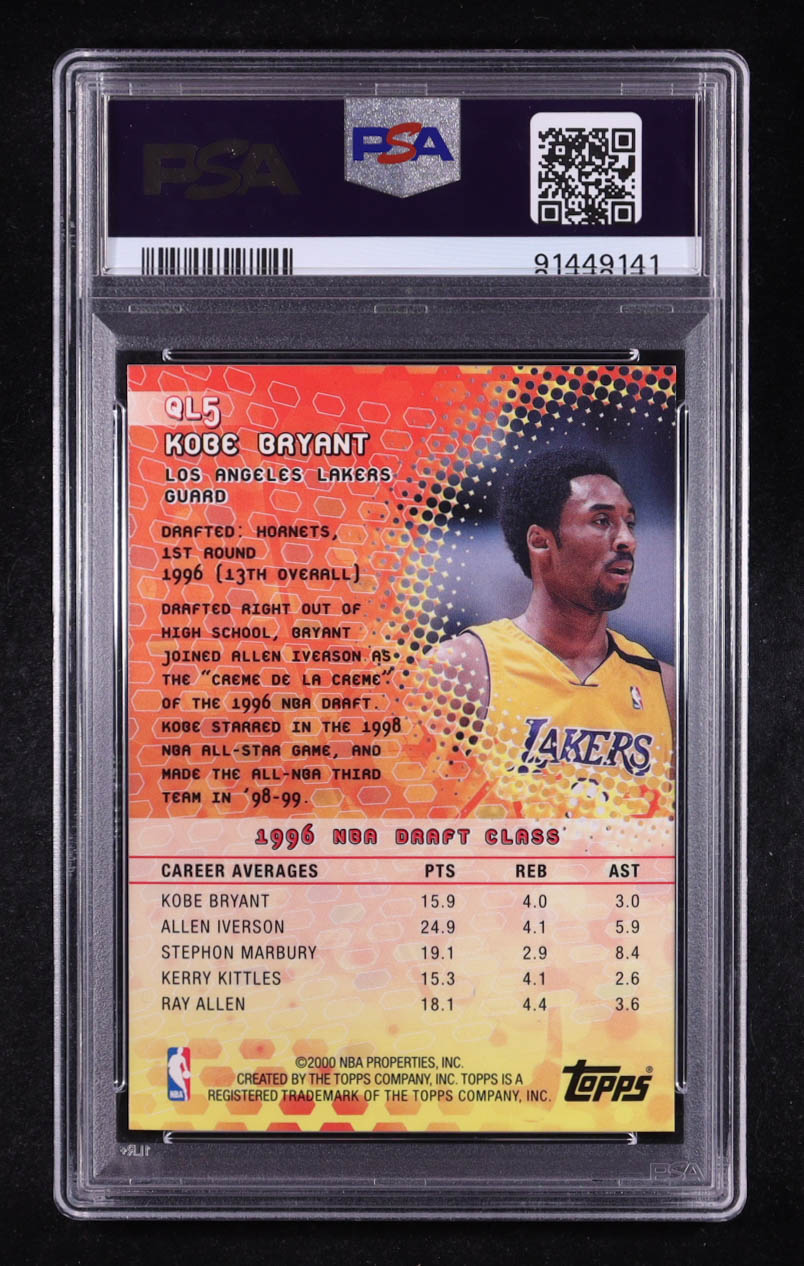 PSA
PSA
91449141
QL5
KOBE BRYANT
LOS ANGELES LAKERS
GUARD
DRAFTED: HORNETS,
1ST ROUND
1996 (13TH OVERALL)
DRAFTED RIGHT OUT OF
HIGH SCHOOL, BRYANT
JOINED ALLEN IVERSON AS
THE "CREME DE LA CREME"
OF THE 1996 NBA DRAFT.
KOBE STARRED IN THE 1998
NBA ALL-STAR GAME, AND
MADE THE ALL-NBA THIRD
TEAM IN '98-99.
LAKERS
1996 NBA DRAFT CLASS
CAREER AVERAGES PTS REB AST
KOBE BRYANT 15.9 4.0 3.0
ALLEN IVERSON 24.9 4.1 5.9
STEPHON MARBURY 19.1 2.9 8.4
KERRY KITTLES 15.3 4.1 2.6
RAY ALLEN 18.1 4.4 3.6
©2000 NBA PROPERTIES, INC.
CREATED BY THE TOPPS COMPANY, INC. TOPPS IS A
REGISTERED TRADEMARK OF THE TOPPS COMPANY, INC.
NBA
Topps®
PSA